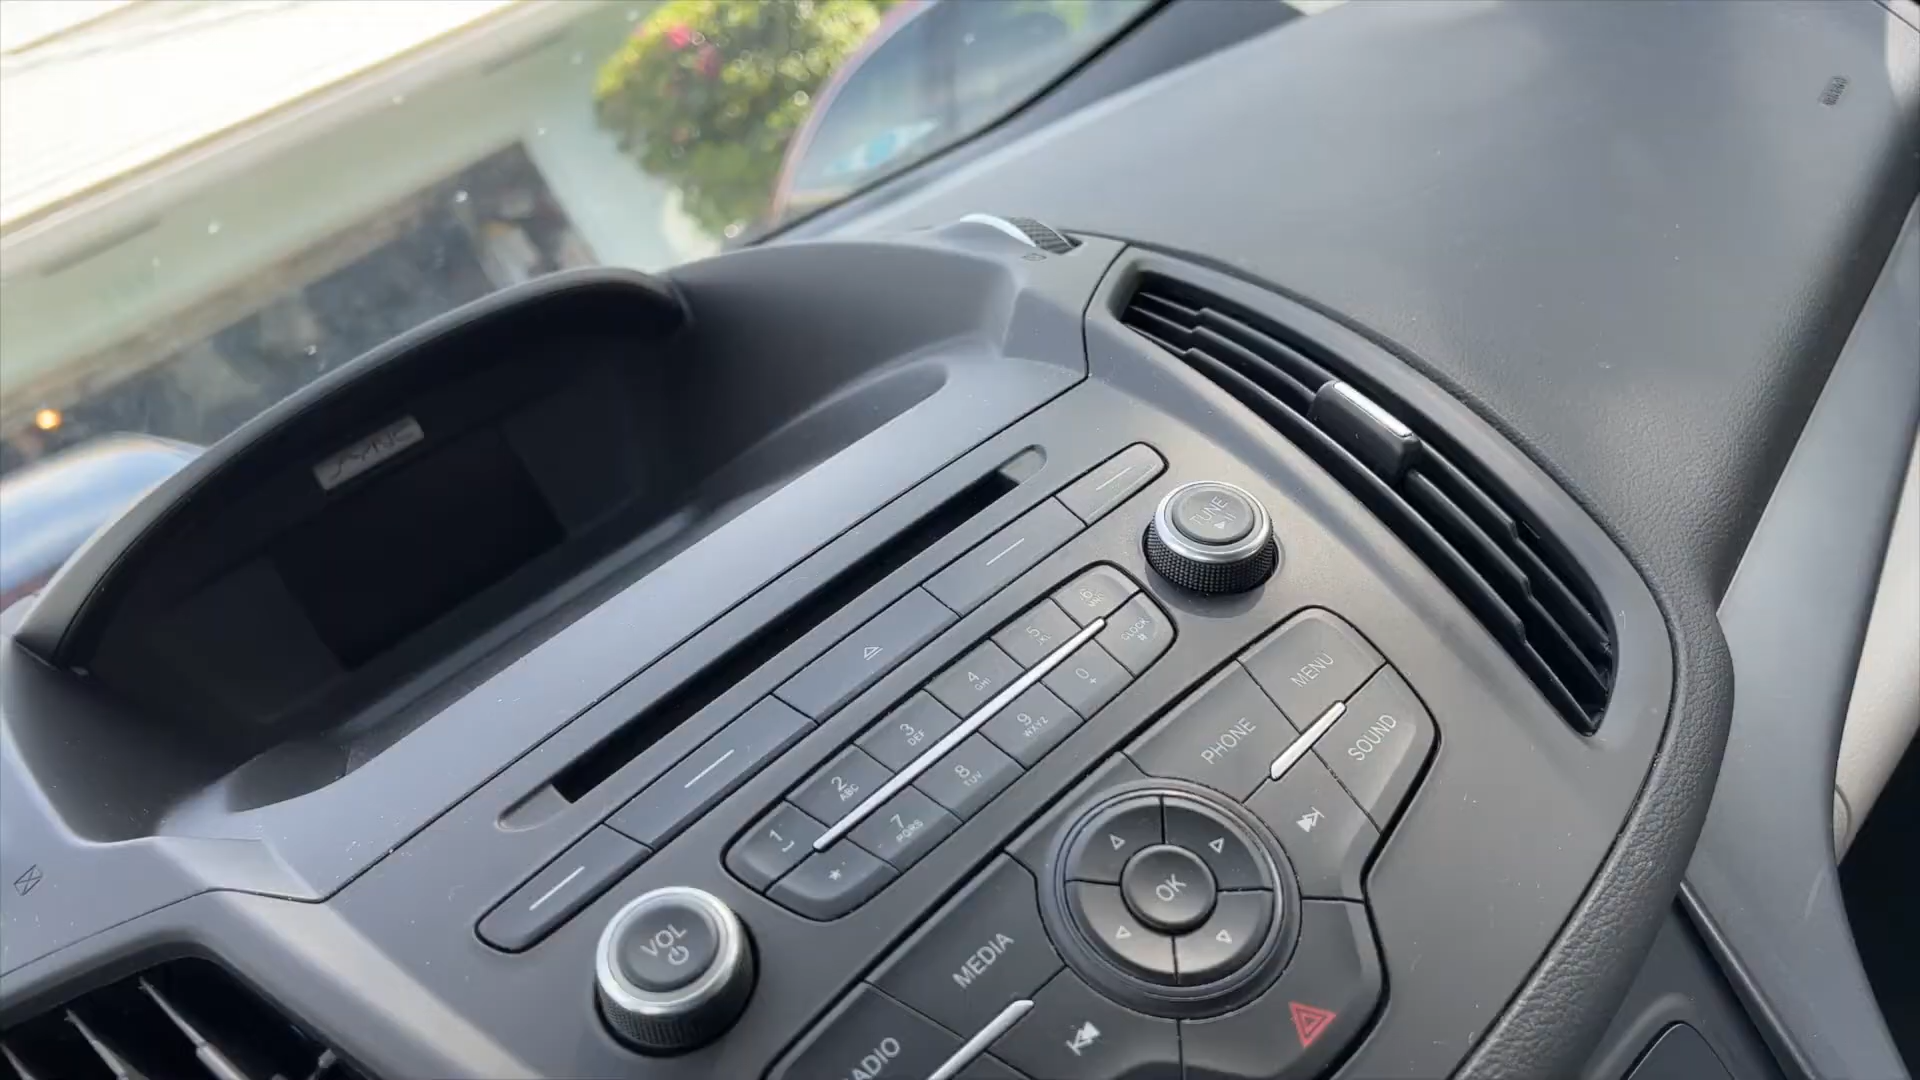 SYNC
TUNE
VOL
1
2
ABC
3
DEF
4
GHI
5
JKL
6
MNO
7
PQRS
8
TUV
9
WXYZ
*
0
+
CLOCK
#
MENU
PHONE
SOUND
OK
MEDIA
RADIO